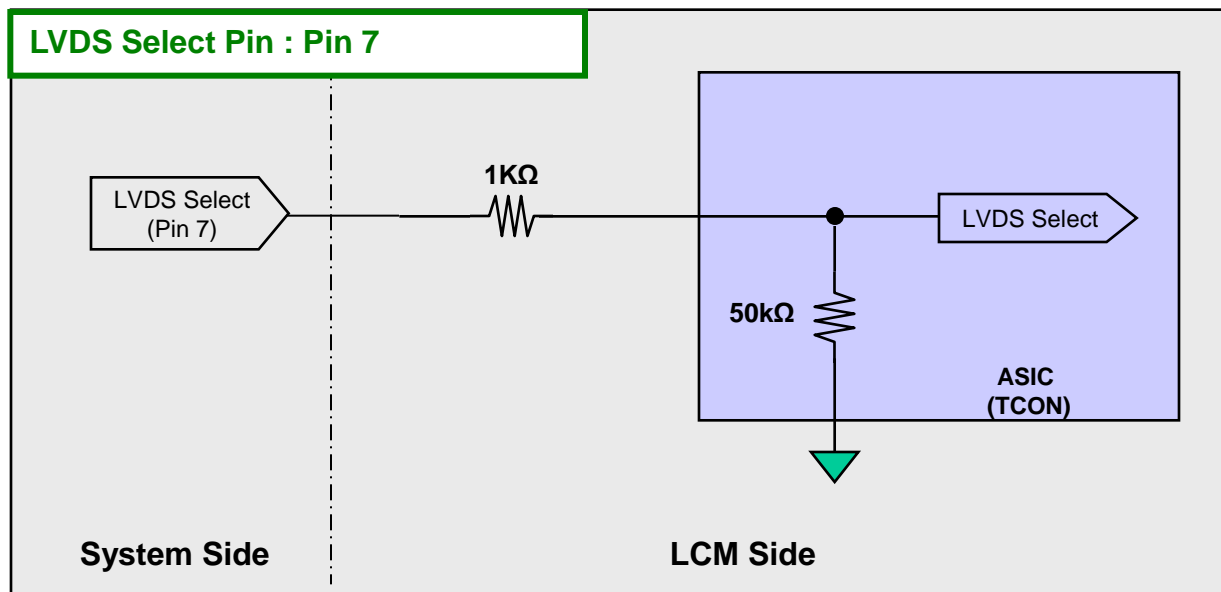 LVDS Select Pin : Pin 7
1KΩ
LVDS Select
(Pin 7)
LVDS Select
50kΩ
ASIC
(TCON)
System Side
LCM Side